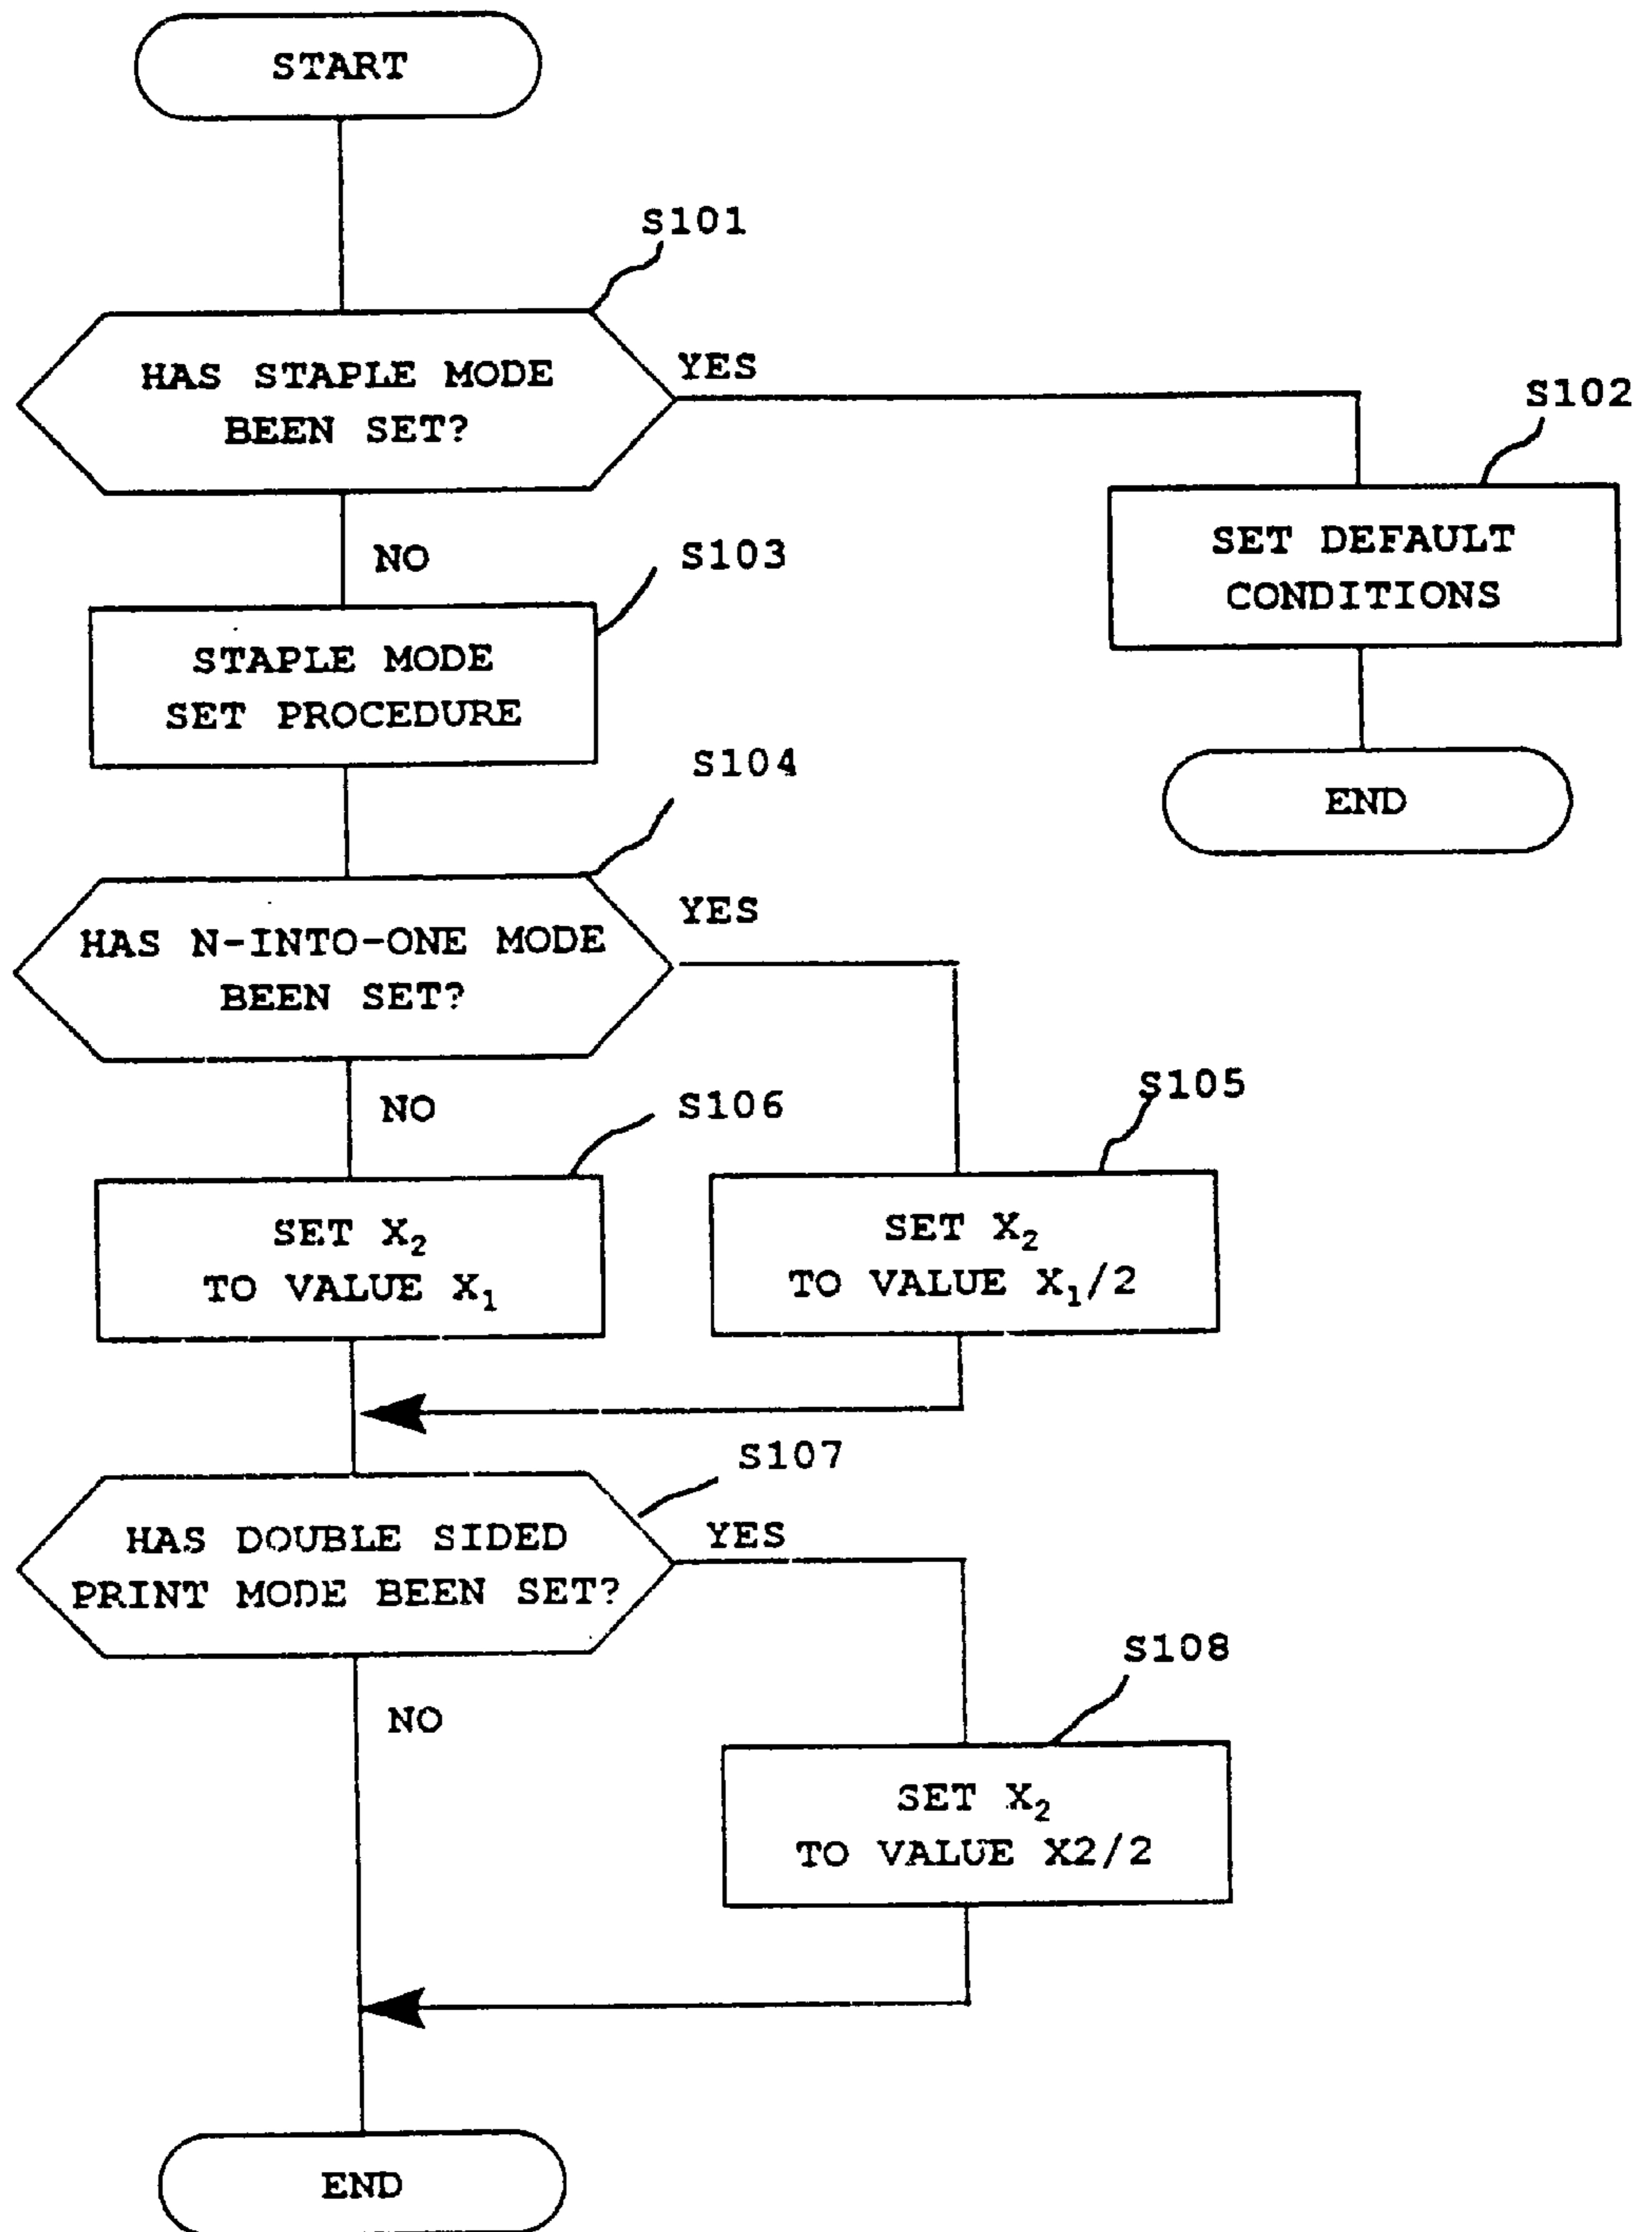 START
S101
HAS STAPLE MODE
BEEN SET?
YES
S102
SET DEFAULT
CONDITIONS
END
NO
S103
STAPLE MODE
SET PROCEDURE
S104
HAS N-INTO-ONE MODE
BEEN SET?
YES
NO
S106
S105
SET X₂
TO VALUE X₁
SET X₂
TO VALUE X₁/2
S107
HAS DOUBLE SIDED
PRINT MODE BEEN SET?
YES
NO
S108
SET X₂
TO VALUE X2/2
END